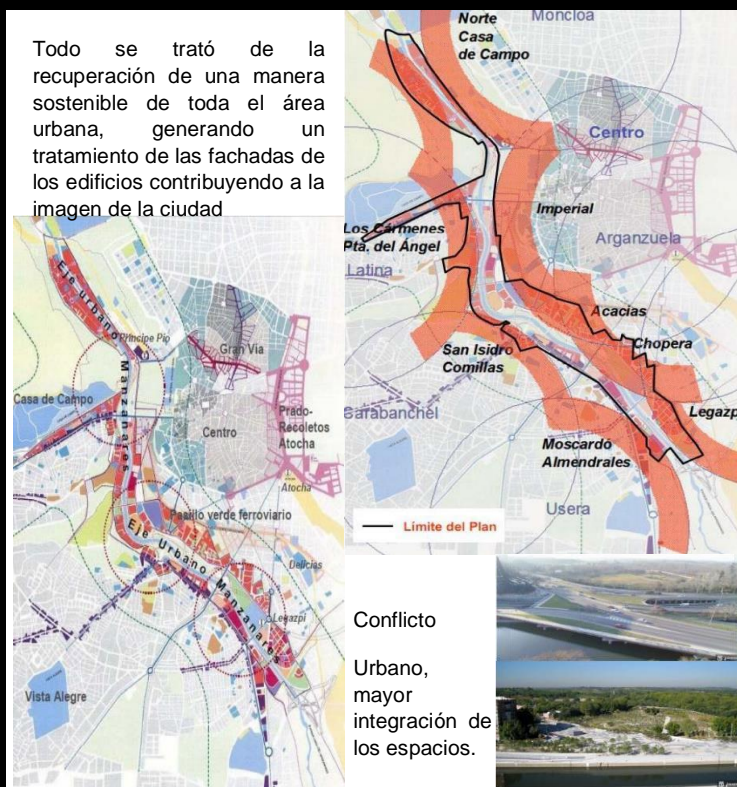 Todo se trató de la
recuperación de una manera
sostenible de toda el área
urbana, generando un
tratamiento de las fachadas de
los edificios contribuyendo a la
imagen de la ciudad
Norte
Casa
de Campo
Moncloa
Centro
Imperial
Arganzuela
Los Cármenes
Pta. del Ángel
Latina
Acacias
Chopera
San Isidro
Comillas
Legazpi
Carabanchel
Moscardó
Almendrales
Usera
Límite del Plan
Eje urbano
Manzanares
Príncipe Pío
Gran Vía
Casa de Campo
Centro
Prado-
Recoletos
Atocha
Atocha
Pasillo verde ferroviario
Eje Urbano Manzanares
Delicias
Legazpi
Vista Alegre
Conflicto
Urbano,
mayor
integración de
los espacios.